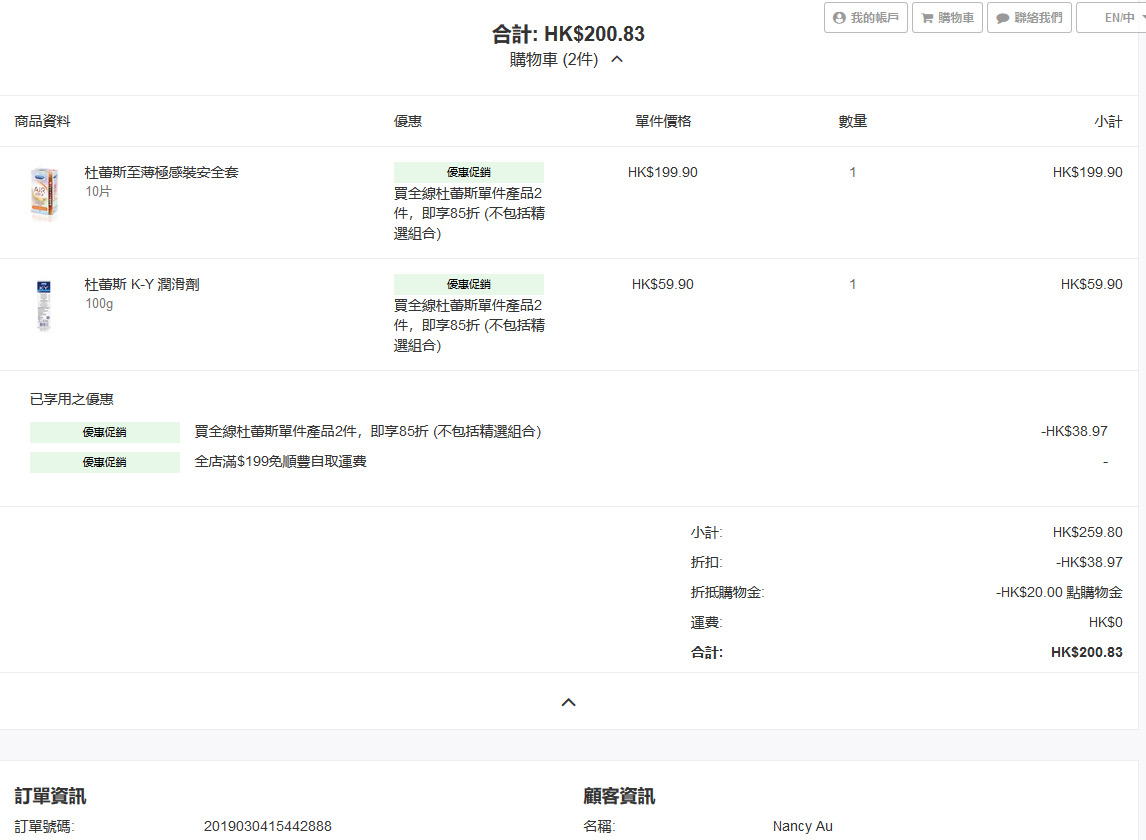 我的帳戶 購物車 聯絡我們 EN/中
合計: HK$200.83
購物車 (2件)
商品資料 優惠 單件價格 數量 小計
杜蕾斯至薄極感裝安全套 優惠促銷 HK$199.90 1 HK$199.90
10片 買全線杜蕾斯單件產品2
件，即享85折 (不包括精
選組合)
杜蕾斯 K-Y 潤滑劑 優惠促銷 HK$59.90 1 HK$59.90
100g 買全線杜蕾斯單件產品2
件，即享85折 (不包括精
選組合)
已享用之優惠
優惠促銷 買全線杜蕾斯單件產品2件，即享85折 (不包括精選組合) -HK$38.97
優惠促銷 全店滿$199免順豐自取運費 -
小計: HK$259.80
折扣: -HK$38.97
折抵購物金: -HK$20.00 點購物金
運費: HK$0
合計: HK$200.83
訂單資訊 顧客資訊
訂單號碼: 2019030415442888 名稱: Nancy Au